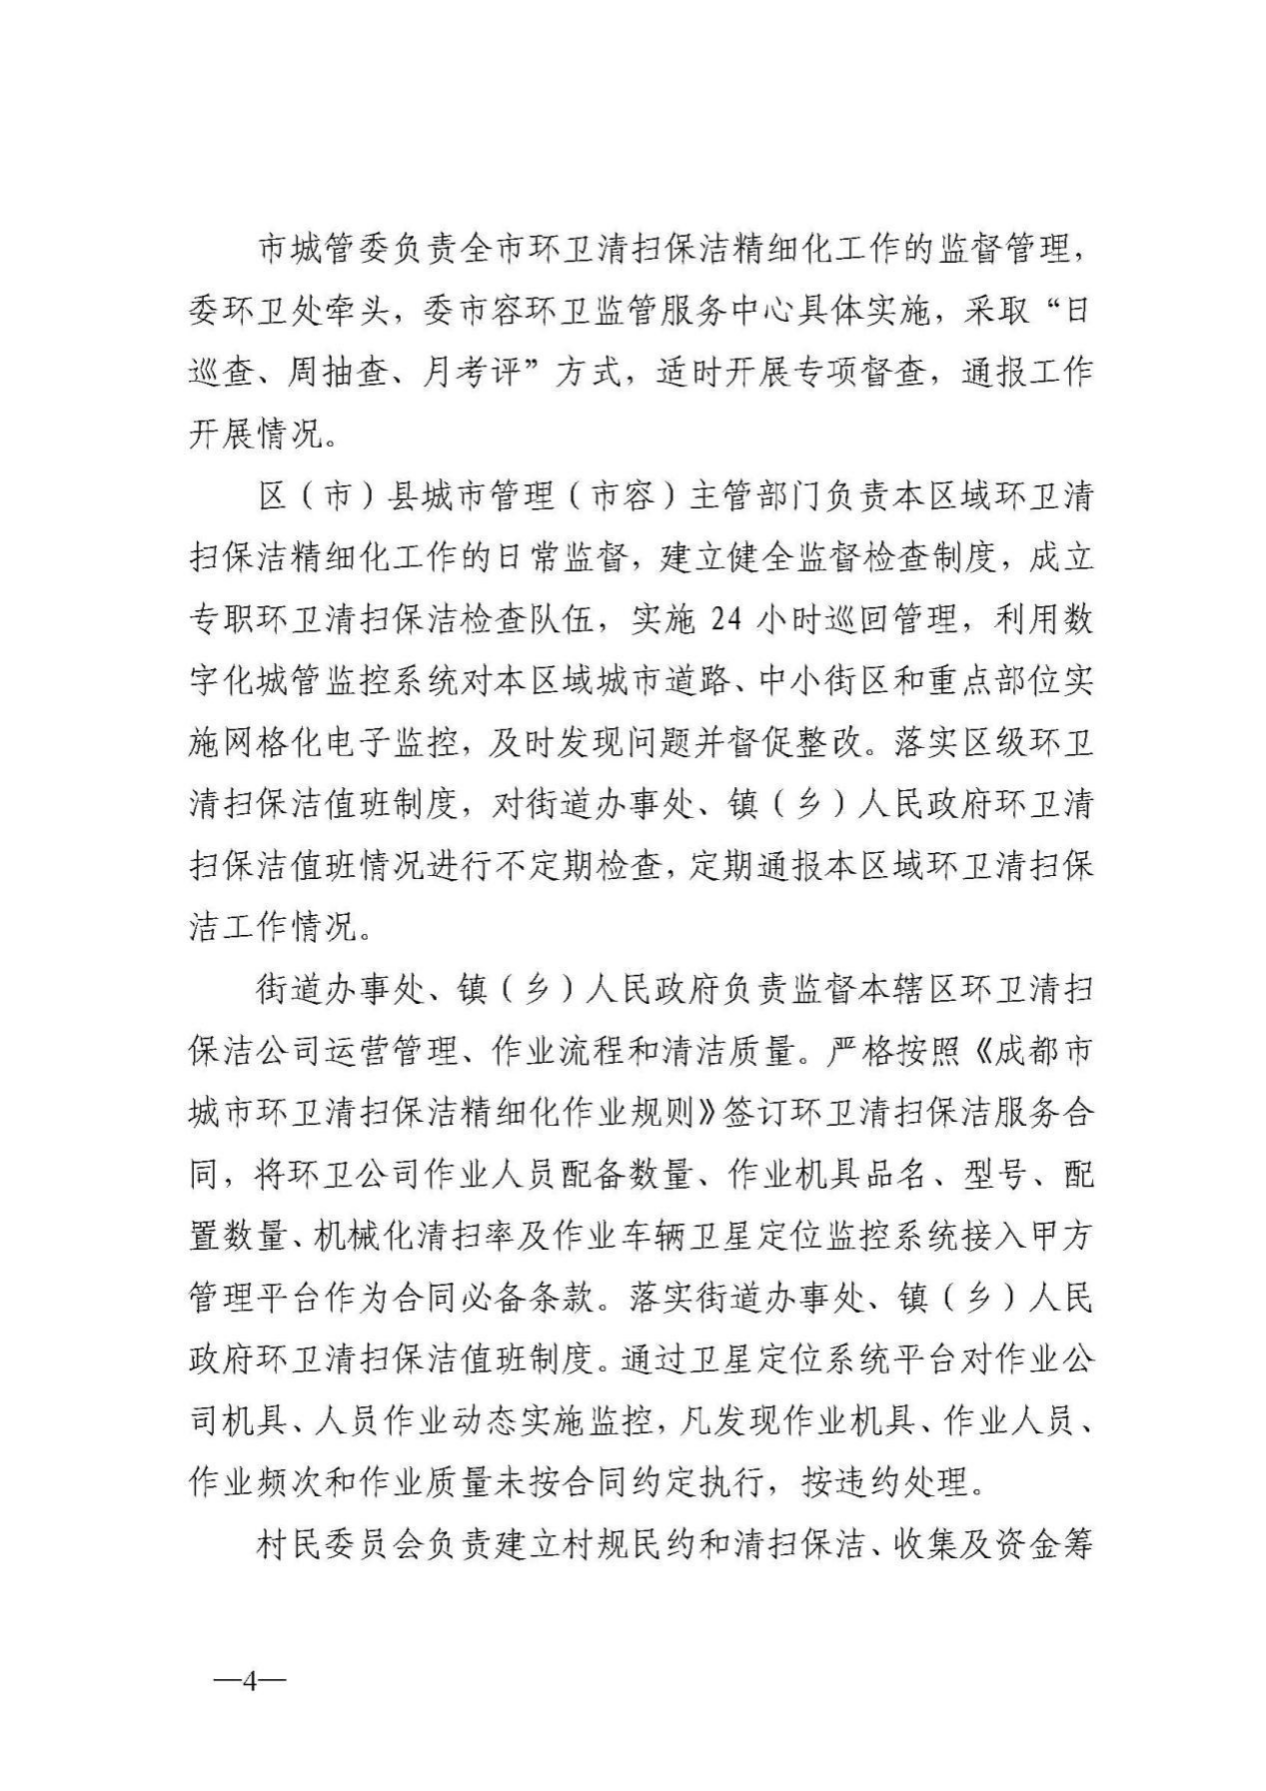 市城管委负责全市环卫清扫保洁精细化工作的监督管理，
委环卫处牵头，委市容环卫监管服务中心具体实施，采取“日
巡查、周抽查、月考评”方式，适时开展专项督查，通报工作
开展情况。
区（市）县城市管理（市容）主管部门负责本区域环卫清
扫保洁精细化工作的日常监督，建立健全监督检查制度，成立
专职环卫清扫保洁检查队伍，实施 24 小时巡回管理，利用数
字化城管监控系统对本区域城市道路、中小街区和重点部位实
施网格化电子监控，及时发现问题并督促整改。落实区级环卫
清扫保洁值班制度，对街道办事处、镇（乡）人民政府环卫清
扫保洁值班情况进行不定期检查，定期通报本区域环卫清扫保
洁工作情况。
街道办事处、镇（乡）人民政府负责监督本辖区环卫清扫
保洁公司运营管理、作业流程和清洁质量。严格按照《成都市
城市环卫清扫保洁精细化作业规则》签订环卫清扫保洁服务合
同，将环卫公司作业人员配备数量、作业机具品名、型号、配
置数量、机械化清扫率及作业车辆卫星定位监控系统接入甲方
管理平台作为合同必备条款。落实街道办事处、镇（乡）人民
政府环卫清扫保洁值班制度。通过卫星定位系统平台对作业公
司机具、人员作业动态实施监控，凡发现作业机具、作业人员、
作业频次和作业质量未按合同约定执行，按违约处理。
村民委员会负责建立村规民约和清扫保洁、收集及资金筹
—4—